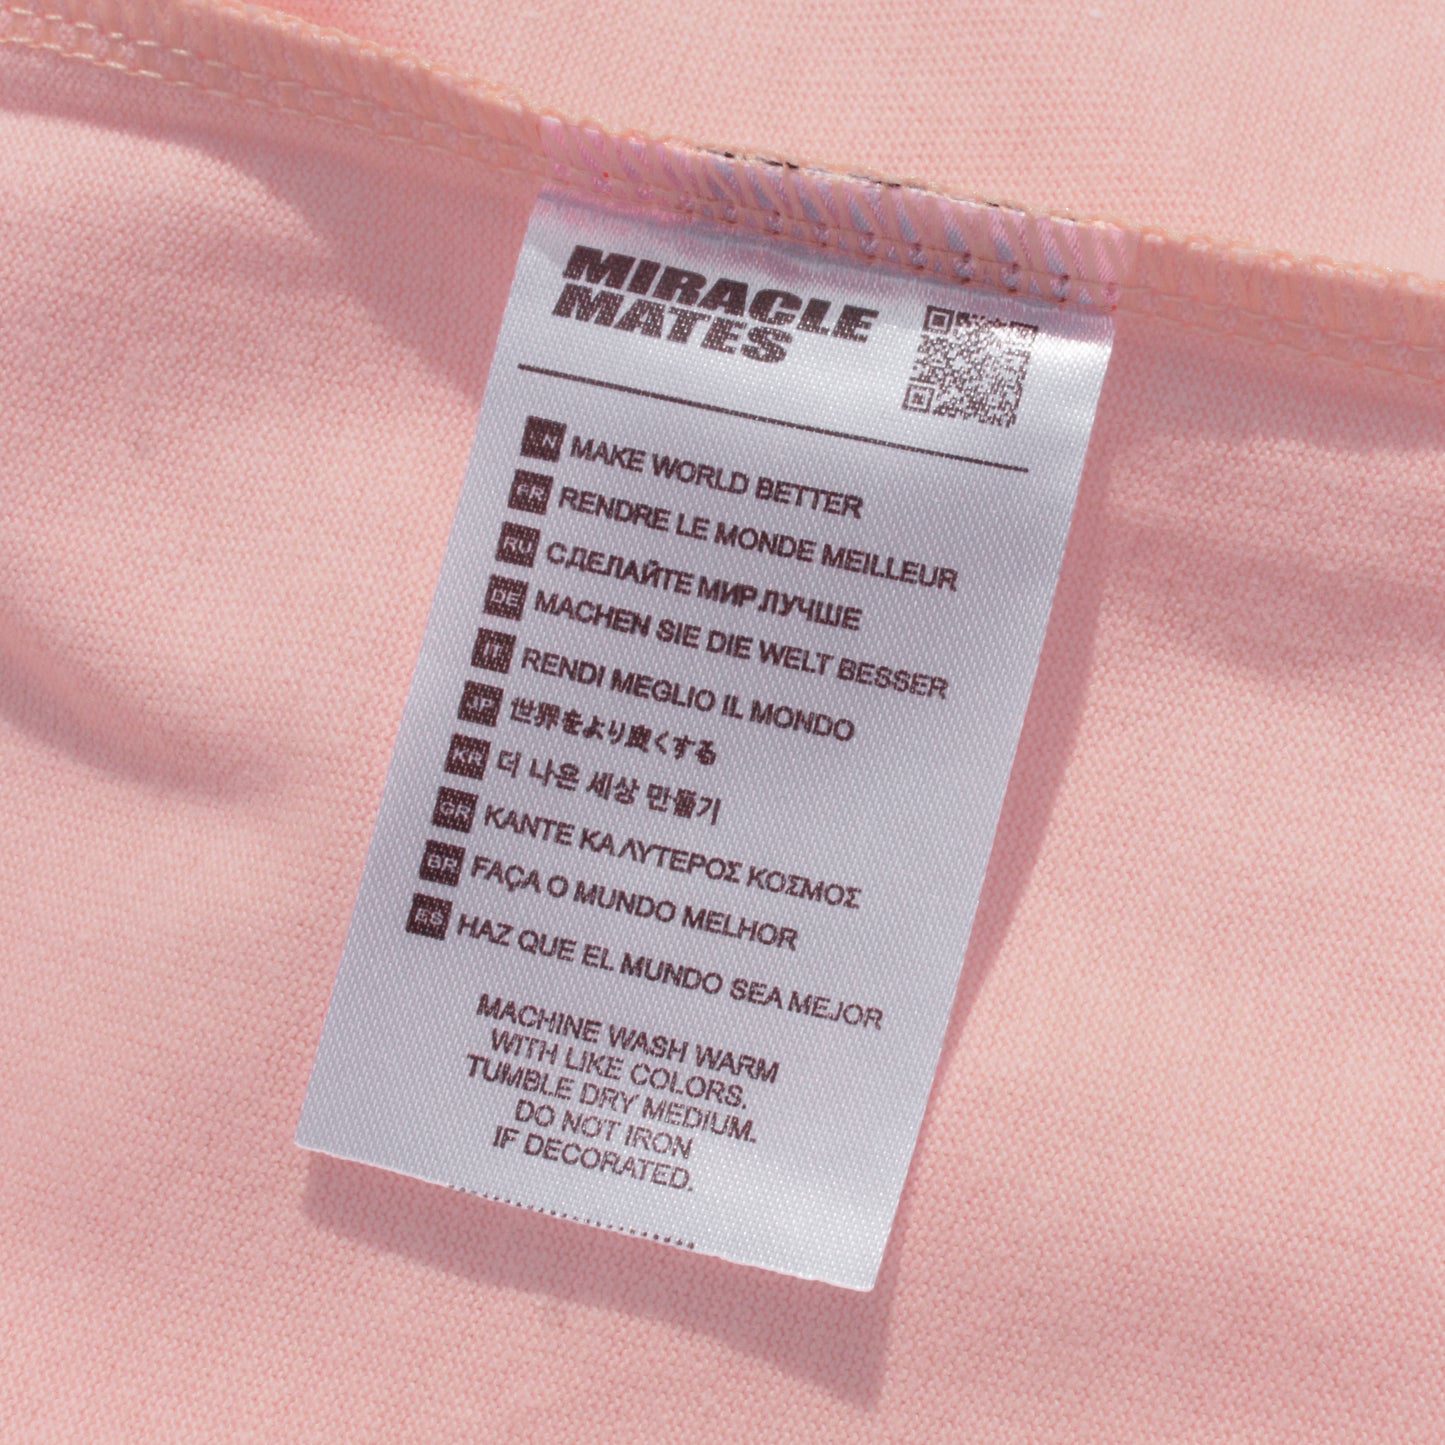 MIRACLE
MATES
EN MAKE WORLD BETTER
FR RENDRE LE MONDE MEILLEUR
RU СДЕЛАЙТЕ МИР ЛУЧШЕ
DE MACHEN SIE DIE WELT BESSER
IT RENDI MEGLIO IL MONDO
JP 世界をより良くする
KR 더 나은 세상 만들기
GR ΚΑΝΤΕ ΚΑΛΥΤΕΡΟΣ ΚΟΣΜΟΣ
BR FAÇA O MUNDO MELHOR
ES HAZ QUE EL MUNDO SEA MEJOR
MACHINE WASH WARM
WITH LIKE COLORS.
TUMBLE DRY MEDIUM.
DO NOT IRON
IF DECORATED.